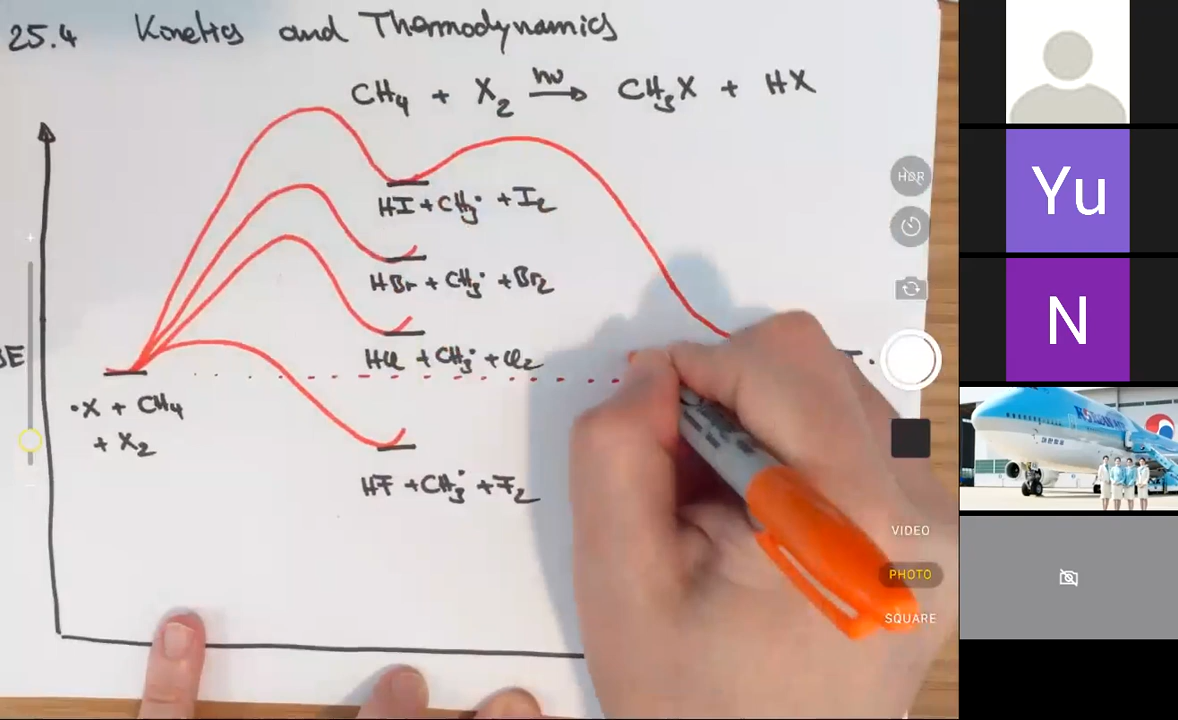 25.4 Kinetics and Thermodynamics
CH₄ + X₂ hν → CH₃X + HX
HI + CH₃• + I₂
HBr + CH₃• + Br₂
HCl + CH₃• + Cl₂
•X + CH₄
+ X₂
HF + CH₃• + F₂
HDR
VIDEO
PHOTO
SQUARE
Yu
N